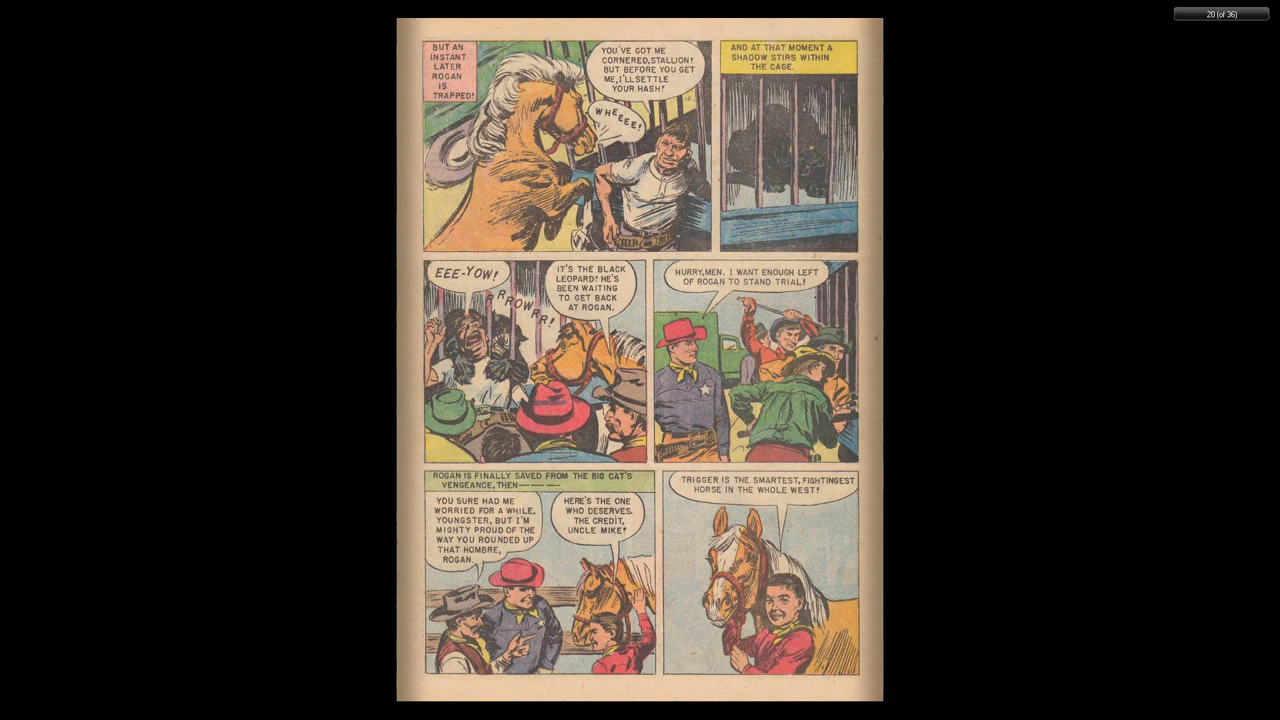 20 (of 36)
BUT AN
INSTANT
LATER
ROGAN
IS
TRAPPED!
YOU'VE GOT ME
CORNERED, STALLION!
BUT BEFORE YOU GET
ME, I'LL SETTLE
YOUR HASH!
WHEEEE!
AND AT THAT MOMENT A
SHADOW STIRS WITHIN
THE CAGE.
EEE-YOW!
RRROWRR!
IT'S THE BLACK
LEOPARD! HE'S
BEEN WAITING
TO GET BACK
AT ROGAN.
HURRY, MEN. I WANT ENOUGH LEFT
OF ROGAN TO STAND TRIAL!
ROGAN IS FINALLY SAVED FROM THE BIG CAT'S
VENGEANCE, THEN — — —
YOU SURE HAD ME
WORRIED FOR A WHILE,
YOUNGSTER, BUT I'M
MIGHTY PROUD OF THE
WAY YOU ROUNDED UP
THAT HOMBRE,
ROGAN.
HERE'S THE ONE
WHO DESERVES
THE CREDIT,
UNCLE MIKE!
TRIGGER IS THE SMARTEST, FIGHTINGEST
HORSE IN THE WHOLE WEST!